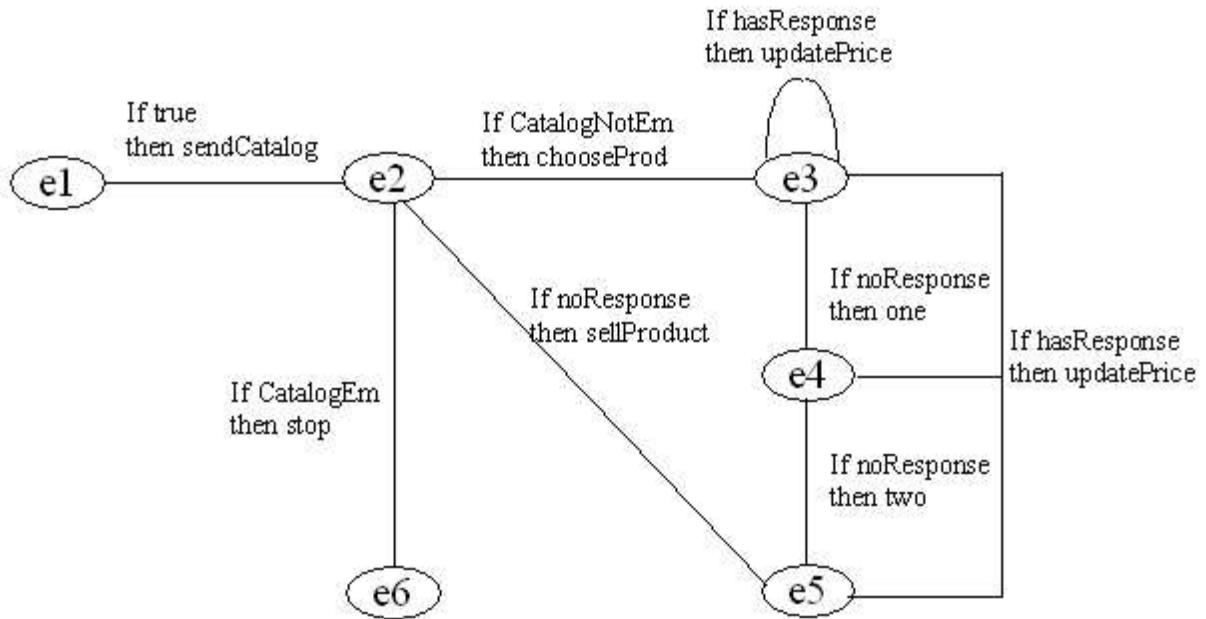 If hasResponse
then updatePrice
If true
then sendCatalog
If CatalogNotEm
then chooseProd
e1
e2
e3
If noResponse
then sellProduct
If noResponse
then one
If hasResponse
then updatePrice
e4
If CatalogEm
then stop
If noResponse
then two
e6
e5